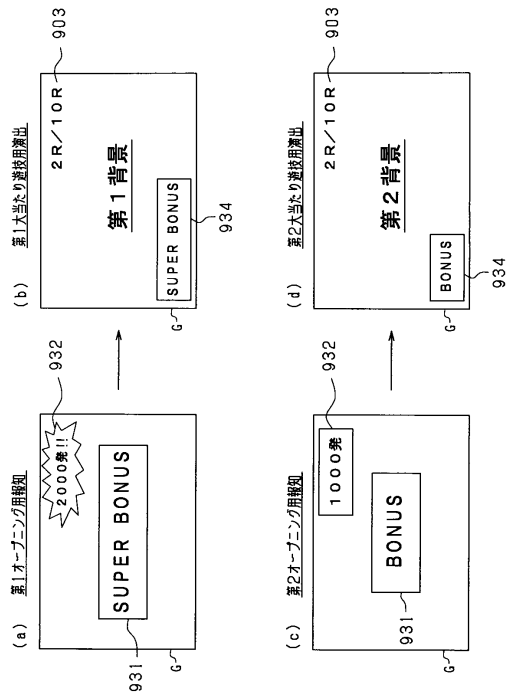 (a) 第1オープニング用報知
932
2000発!!
SUPER BONUS
931
G
(b) 第1大当たり遊技用演出
903
2R/10R
第1背景
SUPER BONUS
934
G
(c) 第2オープニング用報知
932
1000発
BONUS
931
G
(d) 第2大当たり遊技用演出
903
2R/10R
第2背景
BONUS
934
G